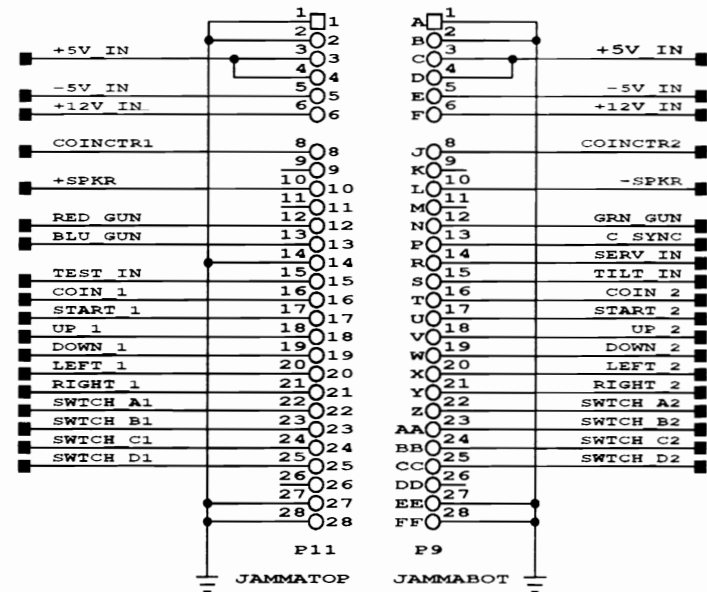 1 1 A 1
2 2 B 2
+5V_IN 3 3 C 3 +5V_IN
4 4 D 4
-5V_IN 5 5 E 5 -5V_IN
+12V_IN 6 6 F 6 +12V_IN
COINCTR1 8 8 J 8 COINCTR2
9 9 K 9
+SPKR 10 10 L 10 -SPKR
11 11 M 11
RED_GUN 12 12 N 12 GRN_GUN
BLU_GUN 13 13 P 13 C_SYNC
14 14 R 14 SERV_IN
TEST_IN 15 15 S 15 TILT_IN
COIN_1 16 16 T 16 COIN_2
START_1 17 17 U 17 START_2
UP_1 18 18 V 18 UP_2
DOWN_1 19 19 W 19 DOWN_2
LEFT_1 20 20 X 20 LEFT_2
RIGHT_1 21 21 Y 21 RIGHT_2
SWTCH_A1 22 22 Z 22 SWTCH_A2
SWTCH_B1 23 23 AA 23 SWTCH_B2
SWTCH_C1 24 24 BB 24 SWTCH_C2
SWTCH_D1 25 25 CC 25 SWTCH_D2
26 26 DD 26
27 27 EE 27
28 28 FF 28
P11 P9
JAMMATOP JAMMABOT